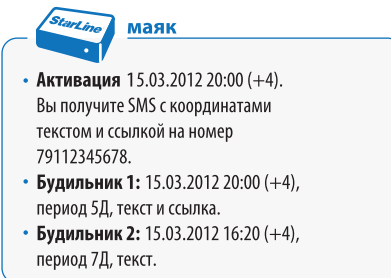 StarLine
маяк
• Активация 15.03.2012 20:00 (+4).
Вы получите SMS с координатами
текстом и ссылкой на номер
79112345678.
• Будильник 1: 15.03.2012 20:00 (+4),
период 5Д, текст и ссылка.
• Будильник 2: 15.03.2012 16:20 (+4),
период 7Д, текст.